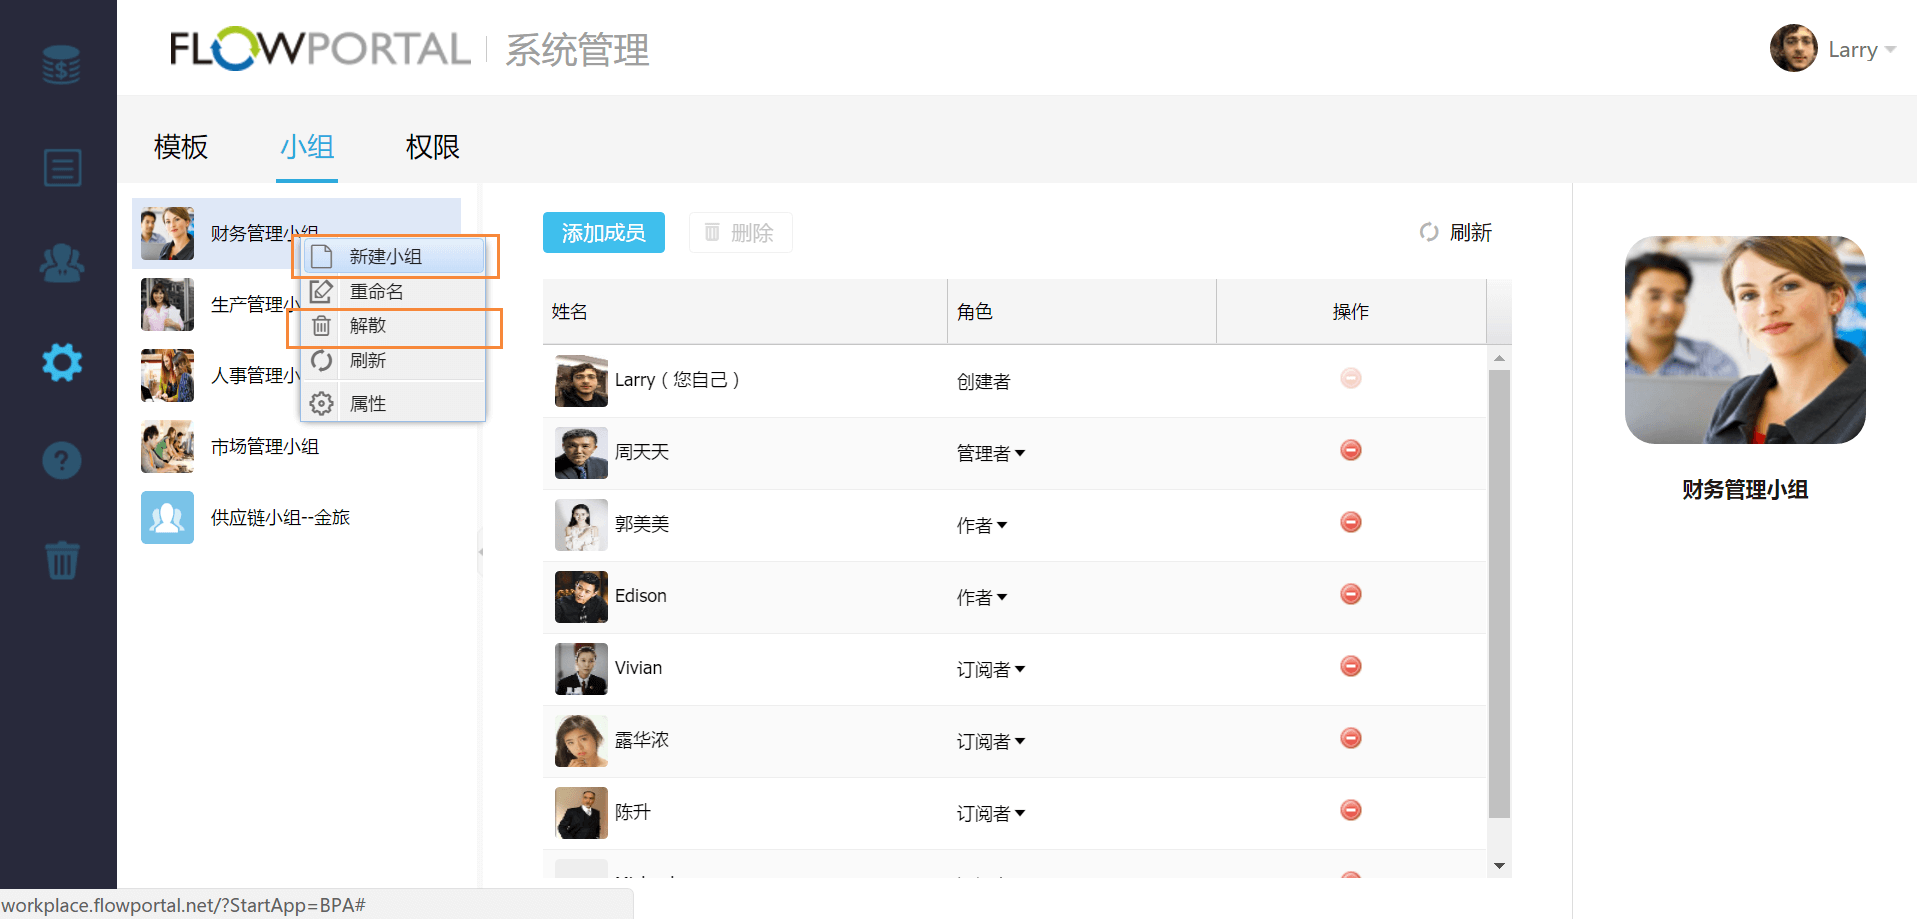 FLOWPORTAL 系统管理
Larry
模板 小组 权限
财务管理小组
生产管理小
人事管理小
市场管理小组
供应链小组--金旅
新建小组
重命名
解散
刷新
属性
添加成员 删除 刷新
姓名 角色 操作
Larry（您自己） 创建者
周天天 管理者
郭美美 作者
Edison 作者
Vivian 订阅者
露华浓 订阅者
陈升 订阅者
财务管理小组
workplace.flowportal.net/?StartApp=BPA#